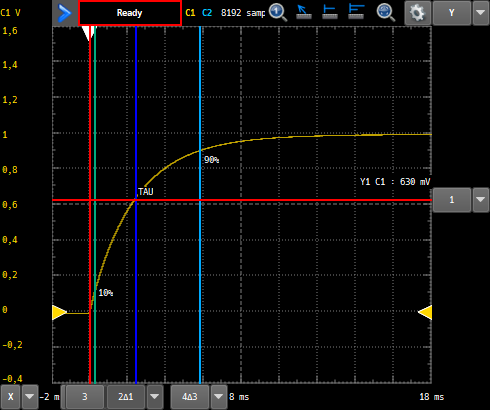 C1 V
Ready
C1 C2 8192 samp
Y
1,6
1,4
1,2
1
0,8
0,6
0,4
0,2
0
-0,2
-0,4
90%
Y1 C1 : 630 mV
TAU
1
10%
X
-2 m
3
2Δ1
4Δ3
8 ms
18 ms